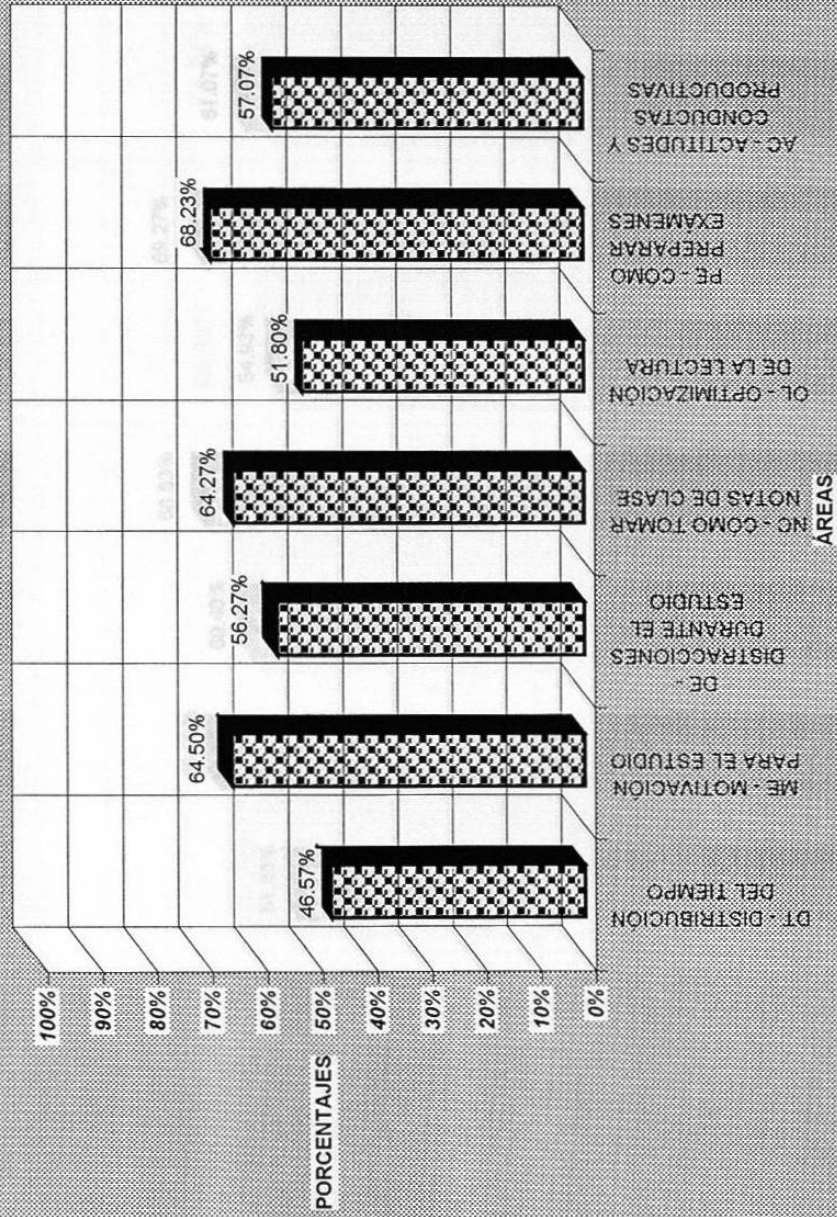 100%
90%
80%
70%
60%
50%
40%
30%
20%
10%
0%
PORCENTAJES
46.57%
64.50%
56.27%
64.27%
51.80%
68.23%
57.07%
DT - DISTRIBUCIÓN
DEL TIEMPO
ME - MOTIVACIÓN
PARA EL ESTUDIO
DE -
DISTRACCIONES
DURANTE EL
ESTUDIO
NC - CÓMO TOMAR
NOTAS DE CLASE
OL - OPTIMIZACIÓN
DE LA LECTURA
PE - CÓMO
PREPARAR
EXÁMENES
AC - ACTITUDES Y
CONDUCTAS
PRODUCTIVAS
ÁREAS